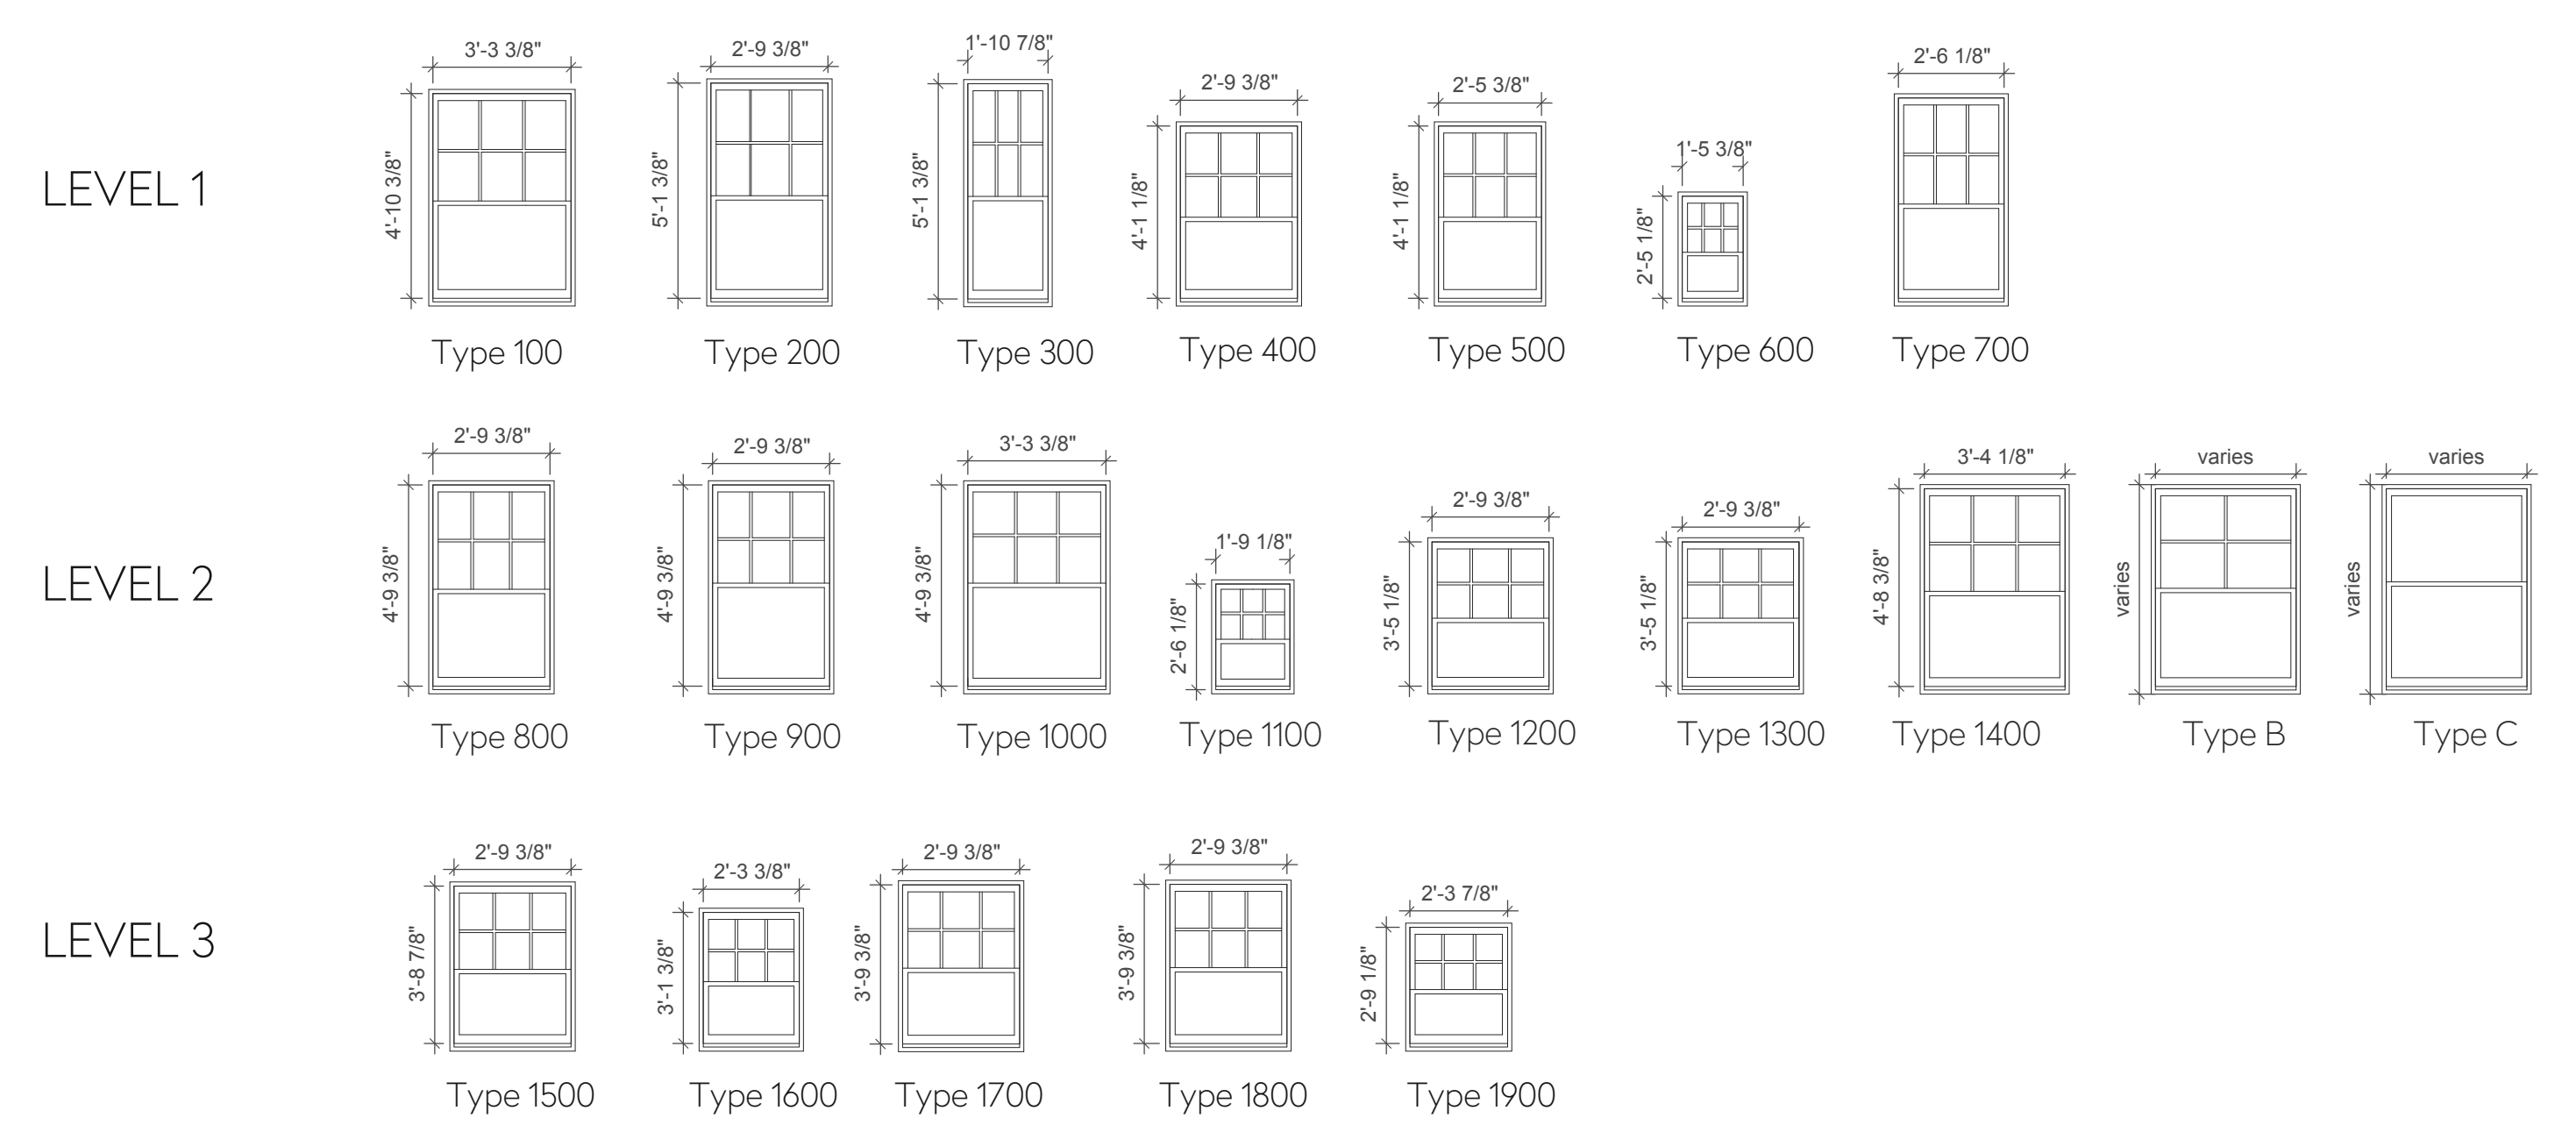 LEVEL 1
3'-3 3/8"
4'-10 3/8"
Type 100
2'-9 3/8"
5'-1 3/8"
Type 200
1'-10 7/8"
5'-1 3/8"
Type 300
2'-9 3/8"
4'-1 1/8"
Type 400
2'-5 3/8"
4'-1 1/8"
Type 500
1'-5 3/8"
2'-5 1/8"
Type 600
2'-6 1/8"
Type 700
LEVEL 2
2'-9 3/8"
4'-9 3/8"
Type 800
2'-9 3/8"
4'-9 3/8"
Type 900
3'-3 3/8"
4'-9 3/8"
Type 1000
1'-9 1/8"
2'-6 1/8"
Type 1100
2'-9 3/8"
3'-5 1/8"
Type 1200
2'-9 3/8"
3'-5 1/8"
Type 1300
3'-4 1/8"
4'-8 3/8"
Type 1400
varies
varies
Type B
varies
varies
Type C
LEVEL 3
2'-9 3/8"
3'-8 7/8"
Type 1500
2'-3 3/8"
3'-1 3/8"
Type 1600
2'-9 3/8"
3'-9 3/8"
Type 1700
2'-9 3/8"
3'-9 3/8"
Type 1800
2'-3 7/8"
2'-9 1/8"
Type 1900